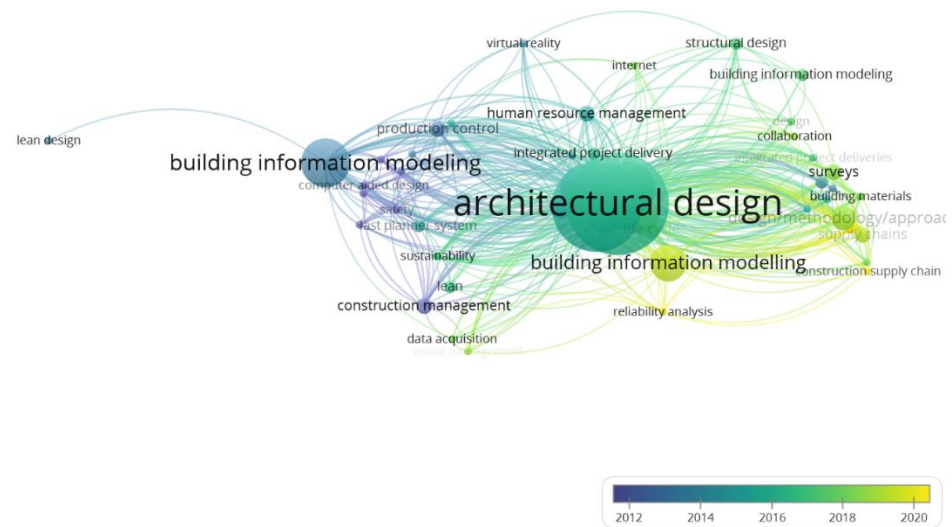 virtual reality
structural design
internet
building information modeling
human resource management
design
production control
collaboration
lean design
integrated project delivery
integrated project deliveries
building information modeling
surveys
computer aided design
building materials
architectural design
safety
design/methodology/approac
last planner system
life cycle
supply chains
sustainability
building information modelling
construction supply chain
lean
construction management
reliability analysis
data acquisition
visual management
2012
2014
2016
2018
2020